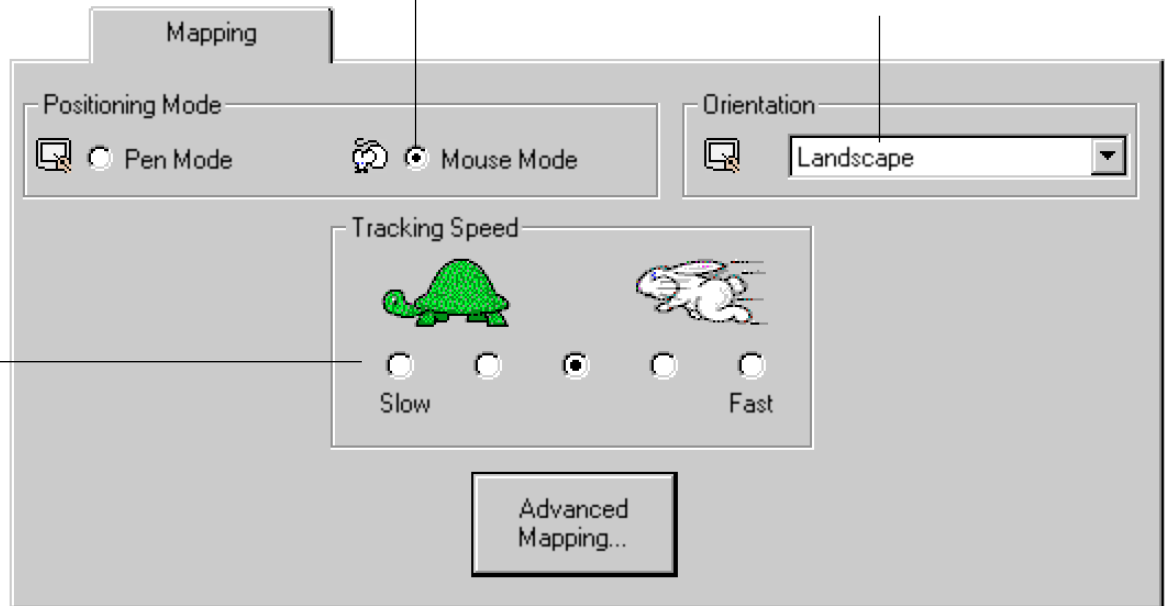 Mapping
Positioning Mode
Pen Mode
Mouse Mode
Orientation
Landscape
Tracking Speed
Slow
Fast
Advanced
Mapping...